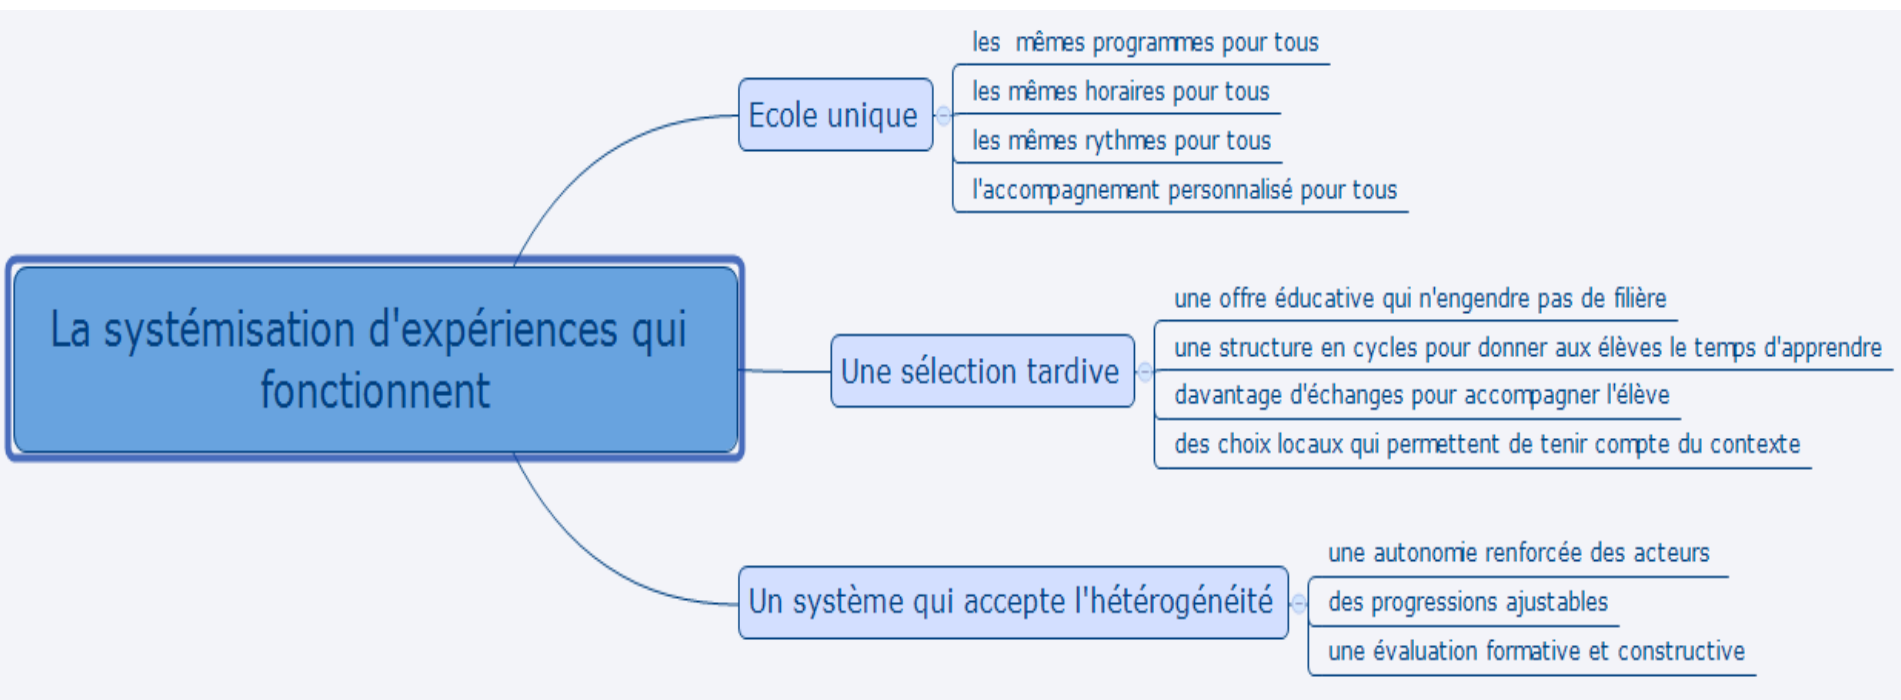 La systémisation d'expériences qui
fonctionnent
Ecole unique
les mêmes programmes pour tous
les mêmes horaires pour tous
les mêmes rythmes pour tous
l'accompagnement personnalisé pour tous
Une sélection tardive
une offre éducative qui n'engendre pas de filière
une structure en cycles pour donner aux élèves le temps d'apprendre
davantage d'échanges pour accompagner l'élève
des choix locaux qui permettent de tenir compte du contexte
Un système qui accepte l'hétérogénéité
une autonomie renforcée des acteurs
des progressions ajustables
une évaluation formative et constructive